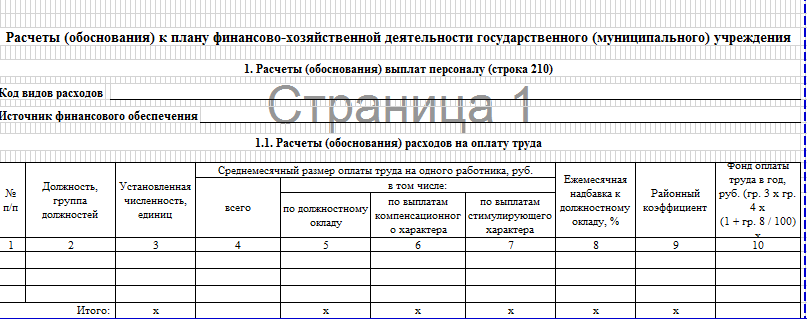 Расчеты (обоснования) к плану финансово-хозяйственной деятельности государственного (муниципального) учреждения
1. Расчеты (обоснования) выплат персоналу (строка 210)
Код видов расходов
Страница 1
Источник финансового обеспечения
1.1. Расчеты (обоснования) расходов на оплату труда
№ п/п
Должность,
группа
должностей
Установленная
численность,
единиц
Среднемесячный размер оплаты труда на одного работника, руб.
всего
в том числе:
по должностному
окладу
по выплатам
компенсационног
о характера
по выплатам
стимулирующего
характера
Ежемесячная
надбавка к
должностному
окладу, %
Районный
коэффициент
Фонд оплаты
труда в год,
руб. (гр. 3 х гр.
4 х
(1 + гр. 8 / 100)
х
1 2 3 4 5 6 7 8 9 10
Итого: х х х х х х